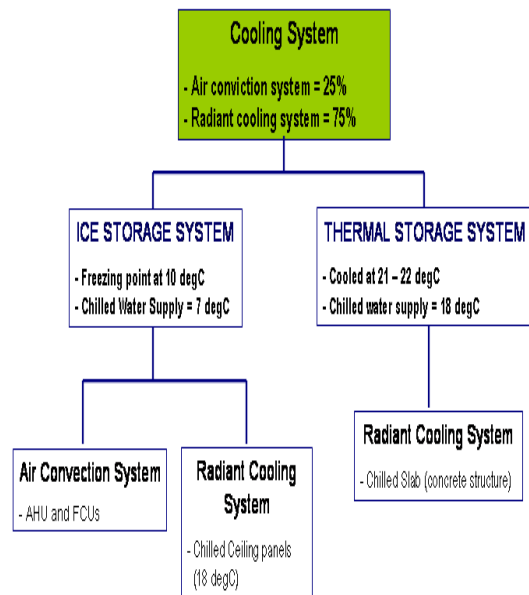 Cooling System
- Air conviction system = 25%
- Radiant cooling system = 75%
ICE STORAGE SYSTEM
- Freezing point at 10 degC
- Chilled Water Supply = 7 degC
THERMAL STORAGE SYSTEM
- Cooled at 21 – 22 degC
- Chilled water supply = 18 degC
Air Convection System
- AHU and FCUs
Radiant Cooling
System
- Chilled Ceiling panels
(18 degC)
Radiant Cooling System
- Chilled Slab (concrete structure)